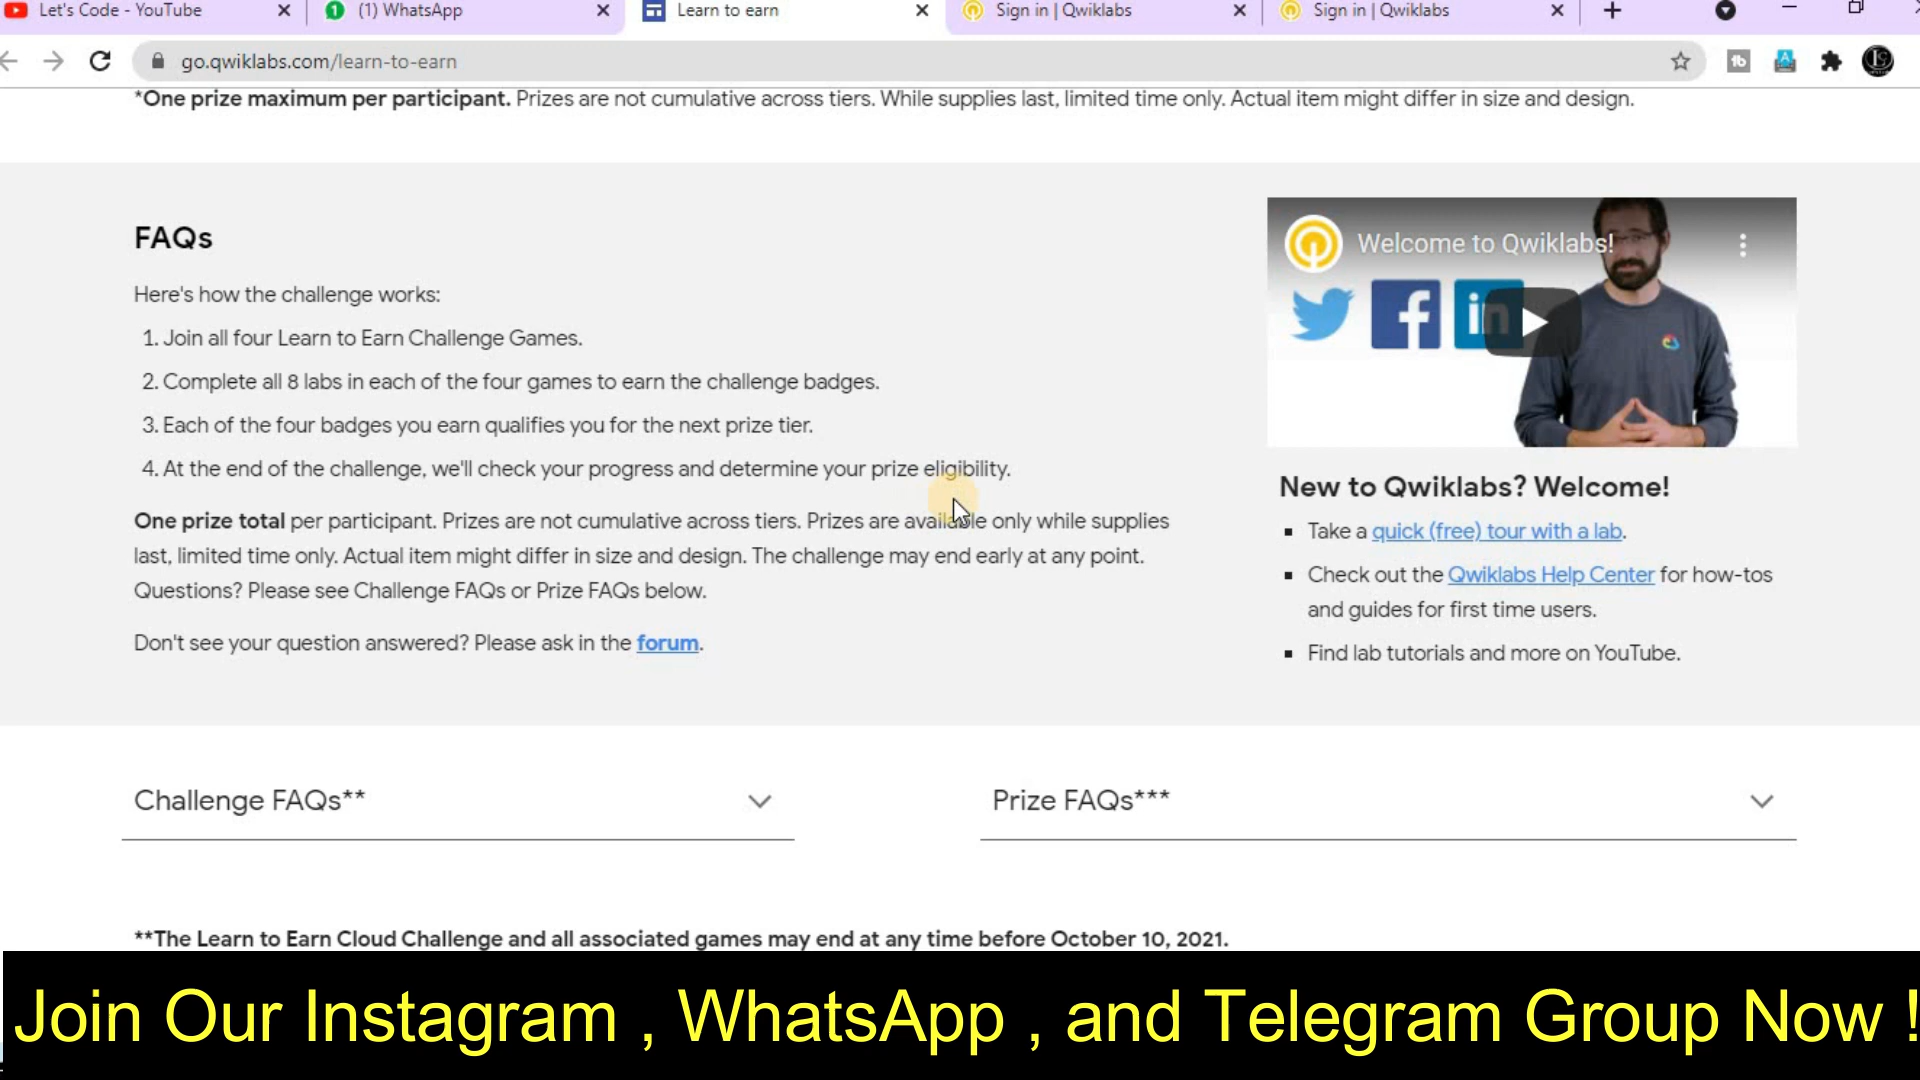 Let's Code - YouTube
1 (1) WhatsApp
Learn to earn
Sign in | Qwiklabs
Sign in | Qwiklabs
go.qwiklabs.com/learn-to-earn
*One prize maximum per participant. Prizes are not cumulative across tiers. While supplies last, limited time only. Actual item might differ in size and design.
FAQs
Here's how the challenge works:
1. Join all four Learn to Earn Challenge Games.
2. Complete all 8 labs in each of the four games to earn the challenge badges.
3. Each of the four badges you earn qualifies you for the next prize tier.
4. At the end of the challenge, we'll check your progress and determine your prize eligibility.
One prize total per participant. Prizes are not cumulative across tiers. Prizes are available only while supplies
last, limited time only. Actual item might differ in size and design. The challenge may end early at any point.
Questions? Please see Challenge FAQs or Prize FAQs below.
Don't see your question answered? Please ask in the forum.
Welcome to Qwiklabs!
f
in
New to Qwiklabs? Welcome!
Take a quick (free) tour with a lab.
Check out the Qwiklabs Help Center for how-tos
and guides for first time users.
Find lab tutorials and more on YouTube.
Challenge FAQs**
Prize FAQs***
**The Learn to Earn Cloud Challenge and all associated games may end at any time before October 10, 2021.
Join Our Instagram , WhatsApp , and Telegram Group Now !